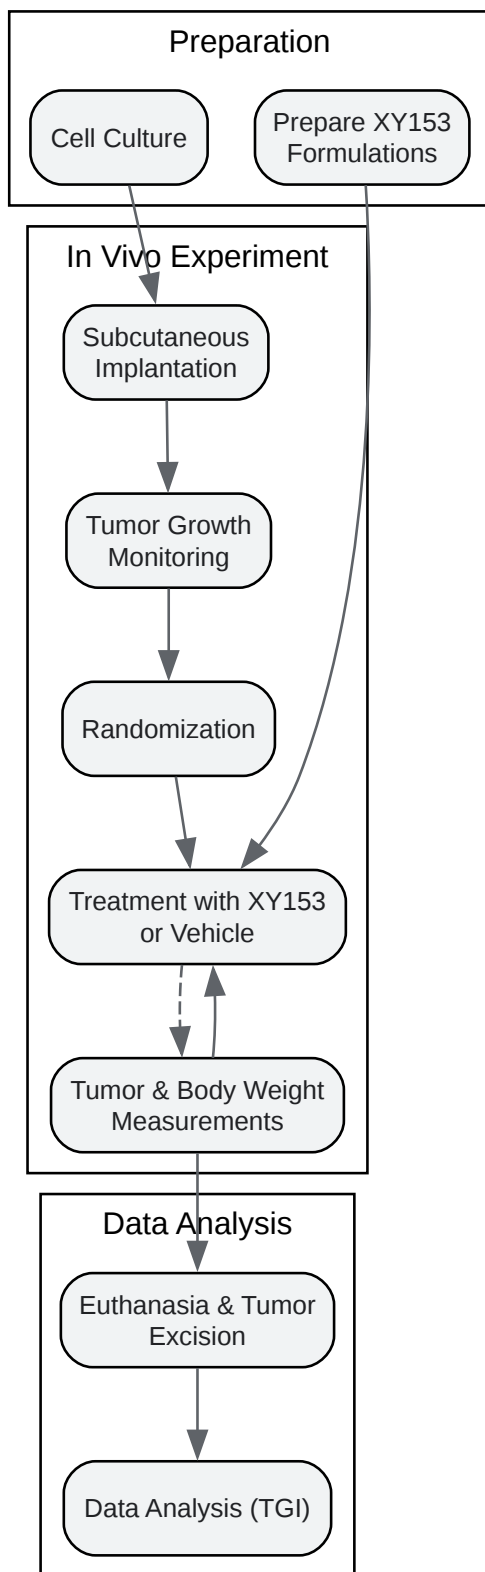 Preparation
Cell Culture
Prepare XY153
Formulations
In Vivo Experiment
Subcutaneous
Implantation
Tumor Growth
Monitoring
Randomization
Treatment with XY153
or Vehicle
Tumor & Body Weight
Measurements
Data Analysis
Euthanasia & Tumor
Excision
Data Analysis (TGI)